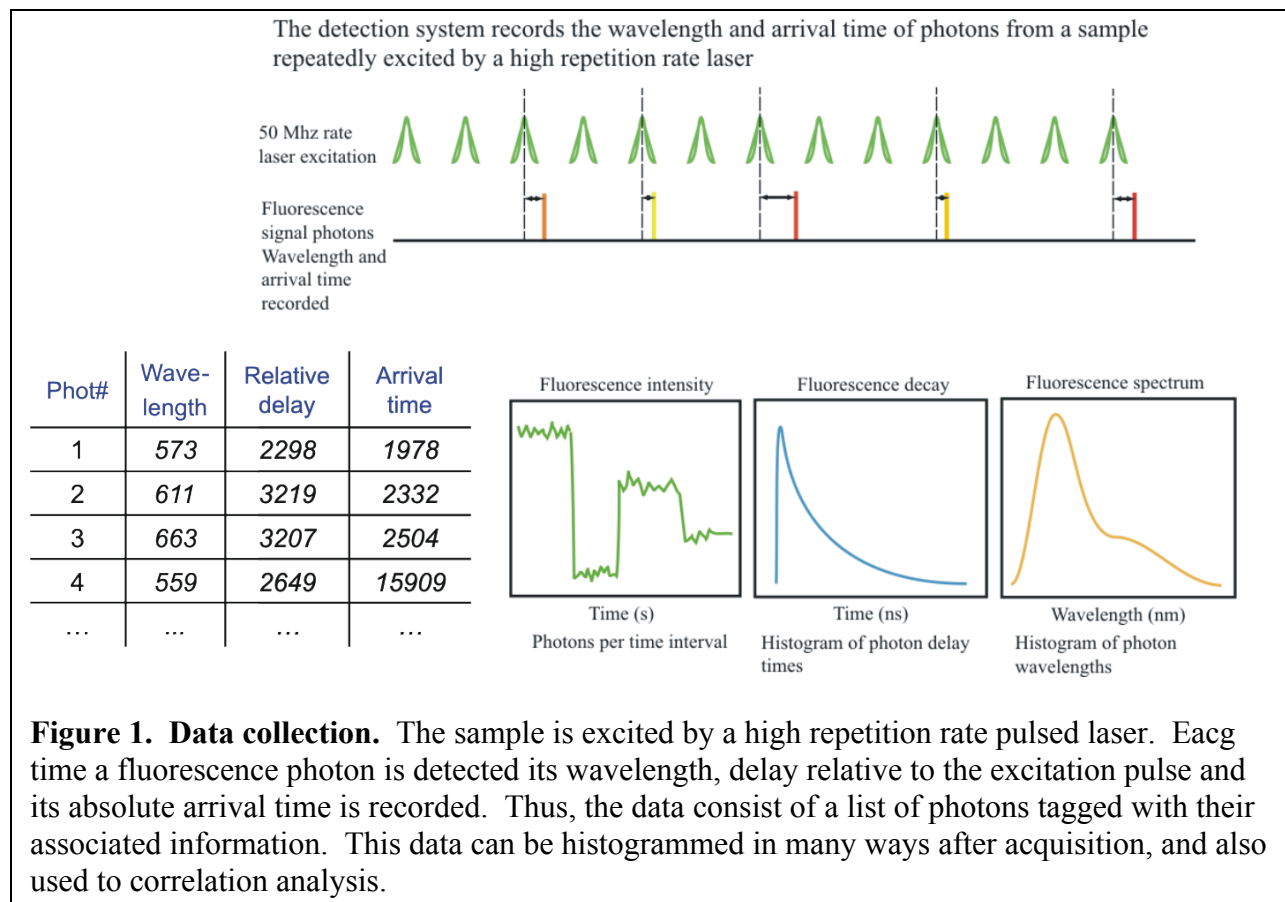 The detection system records the wavelength and arrival time of photons from a sample
repeatedly excited by a high repetition rate laser
50 Mhz rate
laser excitation
Fluorescence
signal photons
Wavelength and
arrival time
recorded
Phot# Wave-length Relative delay Arrival time
1 573 2298 1978
2 611 3219 2332
3 663 3207 2504
4 559 2649 15909
... ... ... ...
Fluorescence intensity
Time (s)
Photons per time interval
Fluorescence decay
Time (ns)
Histogram of photon delay
times
Fluorescence spectrum
Wavelength (nm)
Histogram of photon
wavelengths
Figure 1. Data collection. The sample is excited by a high repetition rate pulsed laser. Eacg
time a fluorescence photon is detected its wavelength, delay relative to the excitation pulse and
its absolute arrival time is recorded. Thus, the data consist of a list of photons tagged with their
associated information. This data can be histogrammed in many ways after acquisition, and also
used to correlation analysis.